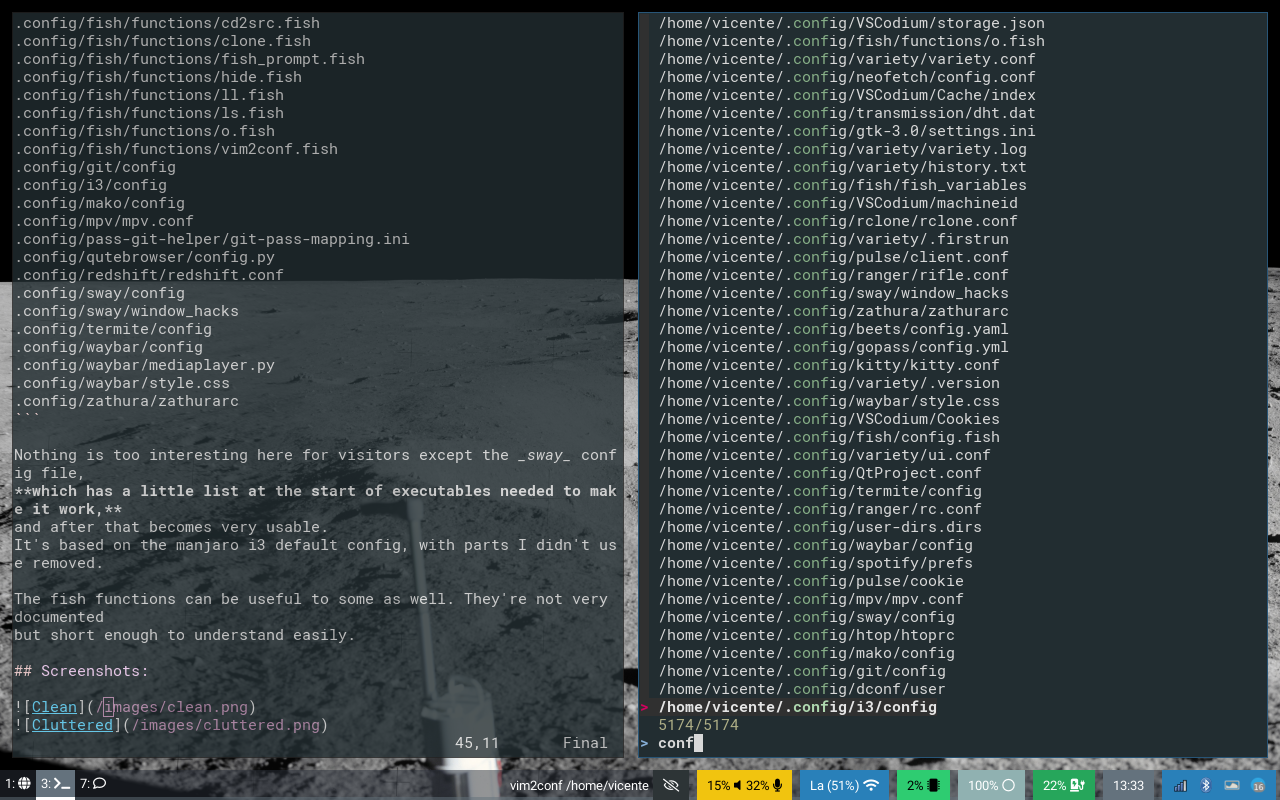 .config/fish/functions/cd2src.fish
.config/fish/functions/clone.fish
.config/fish/functions/fish_prompt.fish
.config/fish/functions/hide.fish
.config/fish/functions/ll.fish
.config/fish/functions/ls.fish
.config/fish/functions/o.fish
.config/fish/functions/vim2conf.fish
.config/git/config
.config/i3/config
.config/mako/config
.config/mpv/mpv.conf
.config/pass-git-helper/git-pass-mapping.ini
.config/qutebrowser/config.py
.config/redshift/redshift.conf
.config/sway/config
.config/sway/window_hacks
.config/termite/config
.config/waybar/config
.config/waybar/mediaplayer.py
.config/waybar/style.css
.config/zathura/zathurarc
```
Nothing is too interesting here for visitors except the _sway_ conf
ig file,
**which has a little list at the start of executables needed to mak
e it work,**
and after that becomes very usable.
It's based on the manjaro i3 default config, with parts I didn't us
e removed.
The fish functions can be useful to some as well. They're not very
documented
but short enough to understand easily.
## Screenshots:
![Clean](/images/clean.png)
![Cluttered](/images/cluttered.png)
45,11 Final
/home/vicente/.config/VSCodium/storage.json
/home/vicente/.config/fish/functions/o.fish
/home/vicente/.config/variety/variety.conf
/home/vicente/.config/neofetch/config.conf
/home/vicente/.config/VSCodium/Cache/index
/home/vicente/.config/transmission/dht.dat
/home/vicente/.config/gtk-3.0/settings.ini
/home/vicente/.config/variety/variety.log
/home/vicente/.config/variety/history.txt
/home/vicente/.config/fish/fish_variables
/home/vicente/.config/VSCodium/machineid
/home/vicente/.config/rclone/rclone.conf
/home/vicente/.config/variety/.firstrun
/home/vicente/.config/pulse/client.conf
/home/vicente/.config/ranger/rifle.conf
/home/vicente/.config/sway/window_hacks
/home/vicente/.config/zathura/zathurarc
/home/vicente/.config/beets/config.yaml
/home/vicente/.config/gopass/config.yml
/home/vicente/.config/kitty/kitty.conf
/home/vicente/.config/variety/.version
/home/vicente/.config/waybar/style.css
/home/vicente/.config/VSCodium/Cookies
/home/vicente/.config/fish/config.fish
/home/vicente/.config/variety/ui.conf
/home/vicente/.config/QtProject.conf
/home/vicente/.config/termite/config
/home/vicente/.config/ranger/rc.conf
/home/vicente/.config/user-dirs.dirs
/home/vicente/.config/waybar/config
/home/vicente/.config/spotify/prefs
/home/vicente/.config/pulse/cookie
/home/vicente/.config/mpv/mpv.conf
/home/vicente/.config/sway/config
/home/vicente/.config/htop/htoprc
/home/vicente/.config/mako/config
/home/vicente/.config/git/config
/home/vicente/.config/dconf/user
> /home/vicente/.config/i3/config
5174/5174
> conf
1: 3: 7: vim2conf /home/vicente 15% 32% La (51%) 2% 100% 22% 13:33 16